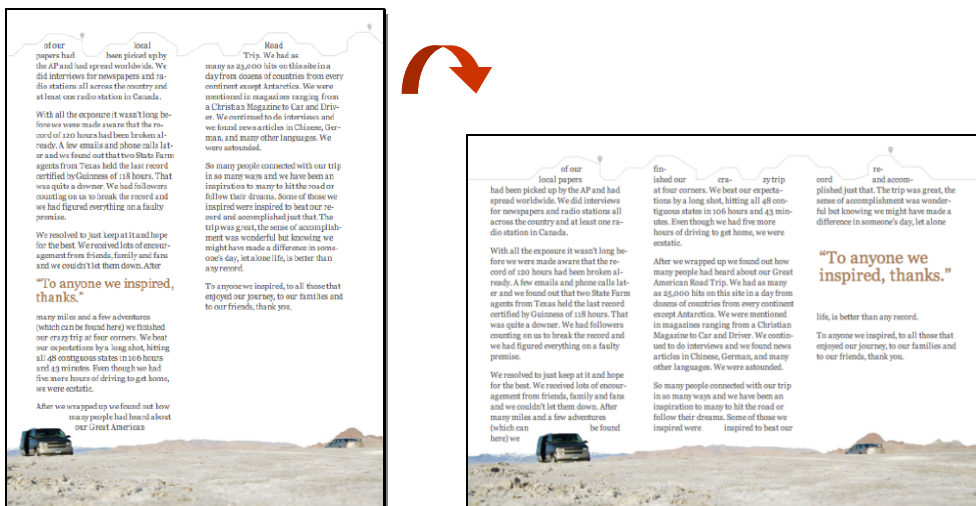 of our local
papers had been picked up by
the AP and had spread worldwide. We
did interviews for newspapers and ra-
dio stations all across the country and
at least one radio station in Canada.
With all the exposure it wasn't long be-
fore we were made aware that the re-
cord of 120 hours had been broken al-
ready. A few emails and phone calls lat-
er and we found out that two State Farm
agents from Texas held the last record
certified by Guinness of 118 hours. That
was quite a downer. We had followers
counting on us to break the record and
we had figured everything on a faulty
premise.
We resolved to just keep at it and hope
for the best. We received lots of encour-
agement from friends, family and fans
and we couldn't let them down. After
"To anyone we inspired,
thanks."
many miles and a few adventures
(which can be found here) we finished
our crazy trip at four corners. We beat
our expectations by a long shot, hitting
all 48 contiguous states in 106 hours
and 43 minutes. Even though we had
five more hours of driving to get home,
we were ecstatic.
After we wrapped up we found out how
many people had heard about
our Great American
Road
Trip. We had as
many as 25,000 hits on this site in a
day from dozens of countries from every
continent except Antarctica. We were
mentioned in magazines ranging from
a Christian Magazine to Car and Driv-
er. We continued to do interviews and
we found news articles in Chinese, Ger-
man, and many other languages. We
were astounded.
So many people connected with our trip
in so many ways and we have been an
inspiration to many to hit the road or
follow their dreams. Some of those we
inspired were inspired to beat our re-
cord and accomplished just that. The
trip was great, the sense of accomplish-
ment was wonderful but knowing we
might have made a difference in some-
one's day, let alone life, is better than
any record.
To anyone we inspired, to all those that
enjoyed our journey, to our families and
to our friends, thank you.
of our
local papers
had been picked up by the AP and had
spread worldwide. We did interviews
for newspapers and radio stations all
across the country and at least one ra-
dio station in Canada.
With all the exposure it wasn't long be-
fore we were made aware that the re-
cord of 120 hours had been broken al-
ready. A few emails and phone calls lat-
er and we found out that two State Farm
agents from Texas held the last record
certified by Guinness of 118 hours. That
was quite a downer. We had followers
counting on us to break the record and
we had figured everything on a faulty
premise.
We resolved to just keep at it and hope
for the best. We received lots of encour-
agement from friends, family and fans
and we couldn't let them down. After
many miles and a few adventures
(which can be found
here) we
fin-
ished our cra- zy trip
at four corners. We beat our expecta-
tions by a long shot, hitting all 48 con-
tiguous states in 106 hours and 43 min-
utes. Even though we had five more
hours of driving to get home, we were
ecstatic.
After we wrapped up we found out how
many people had heard about our Great
American Road Trip. We had as many
as 25,000 hits on this site in a day from
dozens of countries from every continent
except Antarctica. We were mentioned
in magazines ranging from a Christian
Magazine to Car and Driver. We contin-
ued to do interviews and we found news
articles in Chinese, German, and many
other languages. We were astounded.
So many people connected with our trip
in so many ways and we have been an
inspiration to many to hit the road or
follow their dreams. Some of those we
inspired were inspired to beat our
re-
cord and accom-
plished just that. The trip was great, the
sense of accomplishment was wonder-
ful but knowing we might have made a
difference in someone's day, let alone
"To anyone we
inspired, thanks."
life, is better than any record.
To anyone we inspired, to all those that
enjoyed our journey, to our families and
to our friends, thank you.